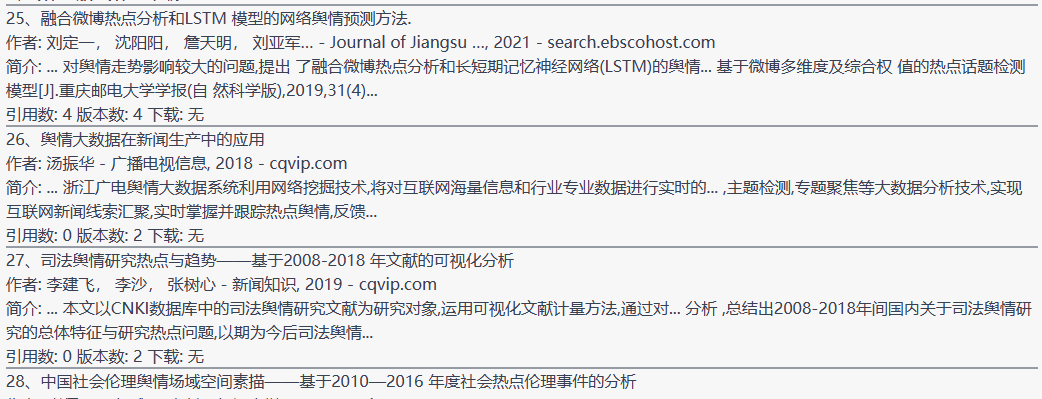 25、融合微博热点分析和LSTM 模型的网络舆情预测方法.
作者: 刘定一， 沈阳阳， 詹天明， 刘亚军... - Journal of Jiangsu …, 2021 - search.ebscohost.com
简介: ... 对舆情走势影响较大的问题,提出 了融合微博热点分析和长短期记忆神经网络(LSTM)的舆情... 基于微博多维度及综合权 值的热点话题检测
模型[J].重庆邮电大学学报(自 然科学版),2019,31(4)...
引用数: 4 版本数: 4 下载: 无
26、舆情大数据在新闻生产中的应用
作者: 汤振华 - 广播电视信息, 2018 - cqvip.com
简介: ... 浙江广电舆情大数据系统利用网络挖掘技术,将对互联网海量信息和行业专业数据进行实时的... ,主题检测,专题聚焦等大数据分析技术,实现
互联网新闻线索汇聚,实时掌握并跟踪热点舆情,反馈...
引用数: 0 版本数: 2 下载: 无
27、司法舆情研究热点与趋势——基于2008-2018 年文献的可视化分析
作者: 李建飞， 李沙， 张树心 - 新闻知识, 2019 - cqvip.com
简介: ... 本文以CNKI数据库中的司法舆情研究文献为研究对象,运用可视化文献计量方法,通过对... 分析 ,总结出2008-2018年间国内关于司法舆情研
究的总体特征与研究热点问题,以期为今后司法舆情...
引用数: 0 版本数: 2 下载: 无
28、中国社会伦理舆情场域空间素描——基于2010—2016 年度社会热点伦理事件的分析